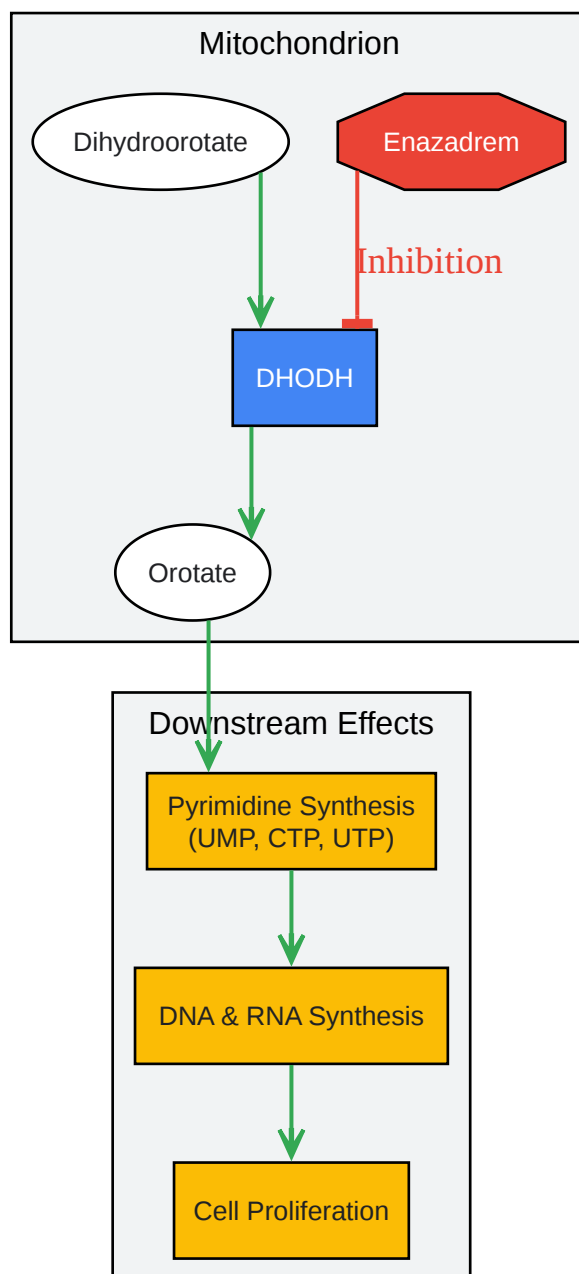 Mitochondrion
Dihydroorotate
Enazadrem
Inhibition
DHODH
Orotate
Downstream Effects
Pyrimidine Synthesis
(UMP, CTP, UTP)
DNA & RNA Synthesis
Cell Proliferation